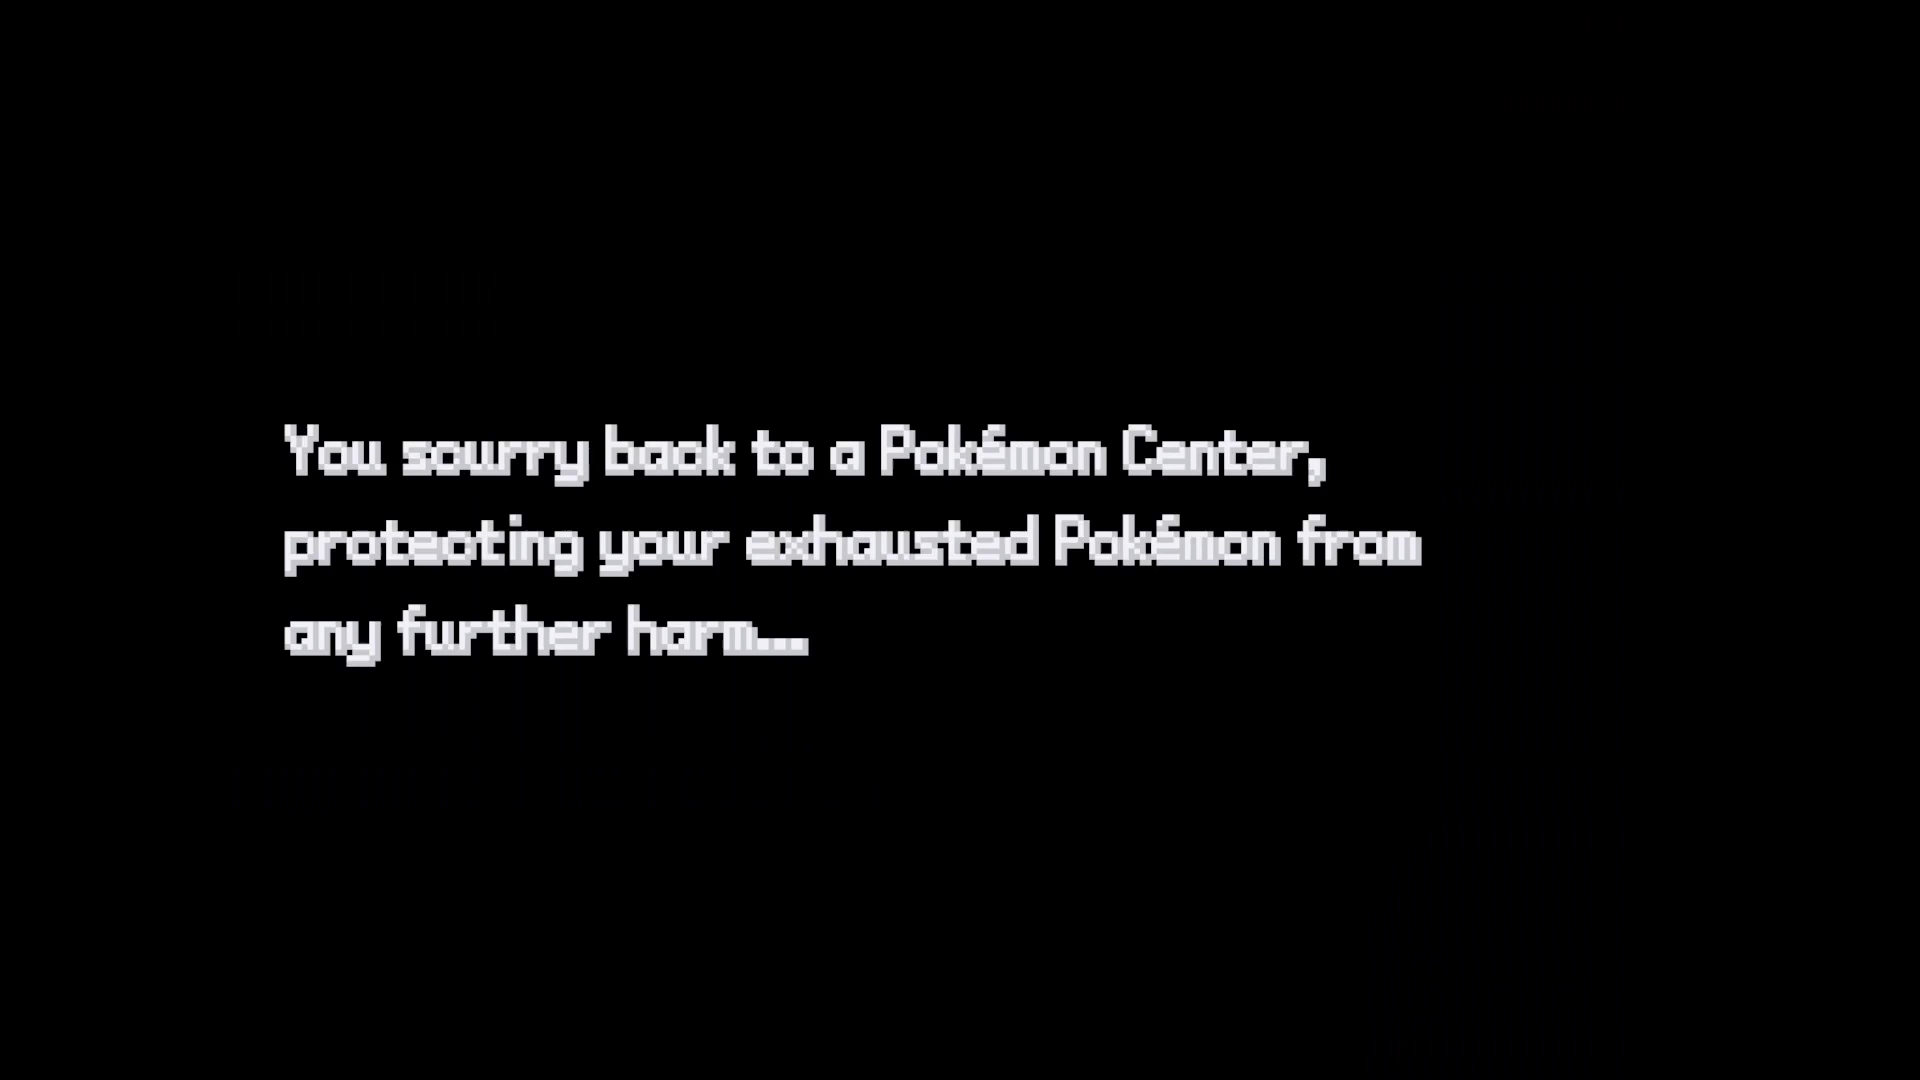 You scurry back to a Pokémon Center,
protecting your exhausted Pokémon from
any further harm...